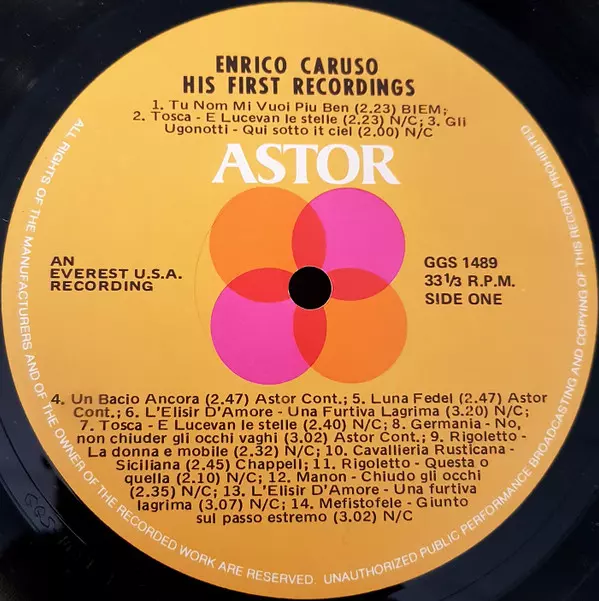 ENRICO CARUSO
HIS FIRST RECORDINGS
1. Tu Nom Mi Vuoi Piu Ben (2.23) BIEM;
2. Tosca - E Lucevan le stelle (2.23) N/C; 3. Gli
Ugonotti - Qui sotto it ciel (2.00) N/C
ASTOR
AN
EVEREST U.S.A.
RECORDING
GGS 1489
33⅓ R.P.M.
SIDE ONE
4. Un Bacio Ancora (2.47) Astor Cont.; 5. Luna Fedel (2.47) Astor
Cont.; 6. L'Elisir D'Amore - Una Furtiva Lagrima (3.20) N/C;
7. Tosca - E Lucevan le stelle (2.40) N/C; 8. Germania - No,
non chiuder gli occhi vaghi (3.02) Astor Cont.; 9. Rigoletto -
La donna e mobile (2.32) N/C; 10. Cavallieria Rusticana -
Siciliana (2.45) Chappell; 11. Rigoletto - Questa o
quella (2.10) N/C; 12. Manon - Chiudo gli occhi
(2.35) N/C; 13. L'Elisir D'Amore - Una furtiva
lagrima (3.07) N/C; 14. Mefistofele - Giunto
sul passo estremo (3.02) N/C
ALL RIGHTS OF THE MANUFACTURERS AND OF THE OWNER OF THE RECORDED WORK ARE RESERVED. UNAUTHORIZED PUBLIC PERFORMANCE BROADCASTING AND COPYING OF THIS RECORD PROHIBITED